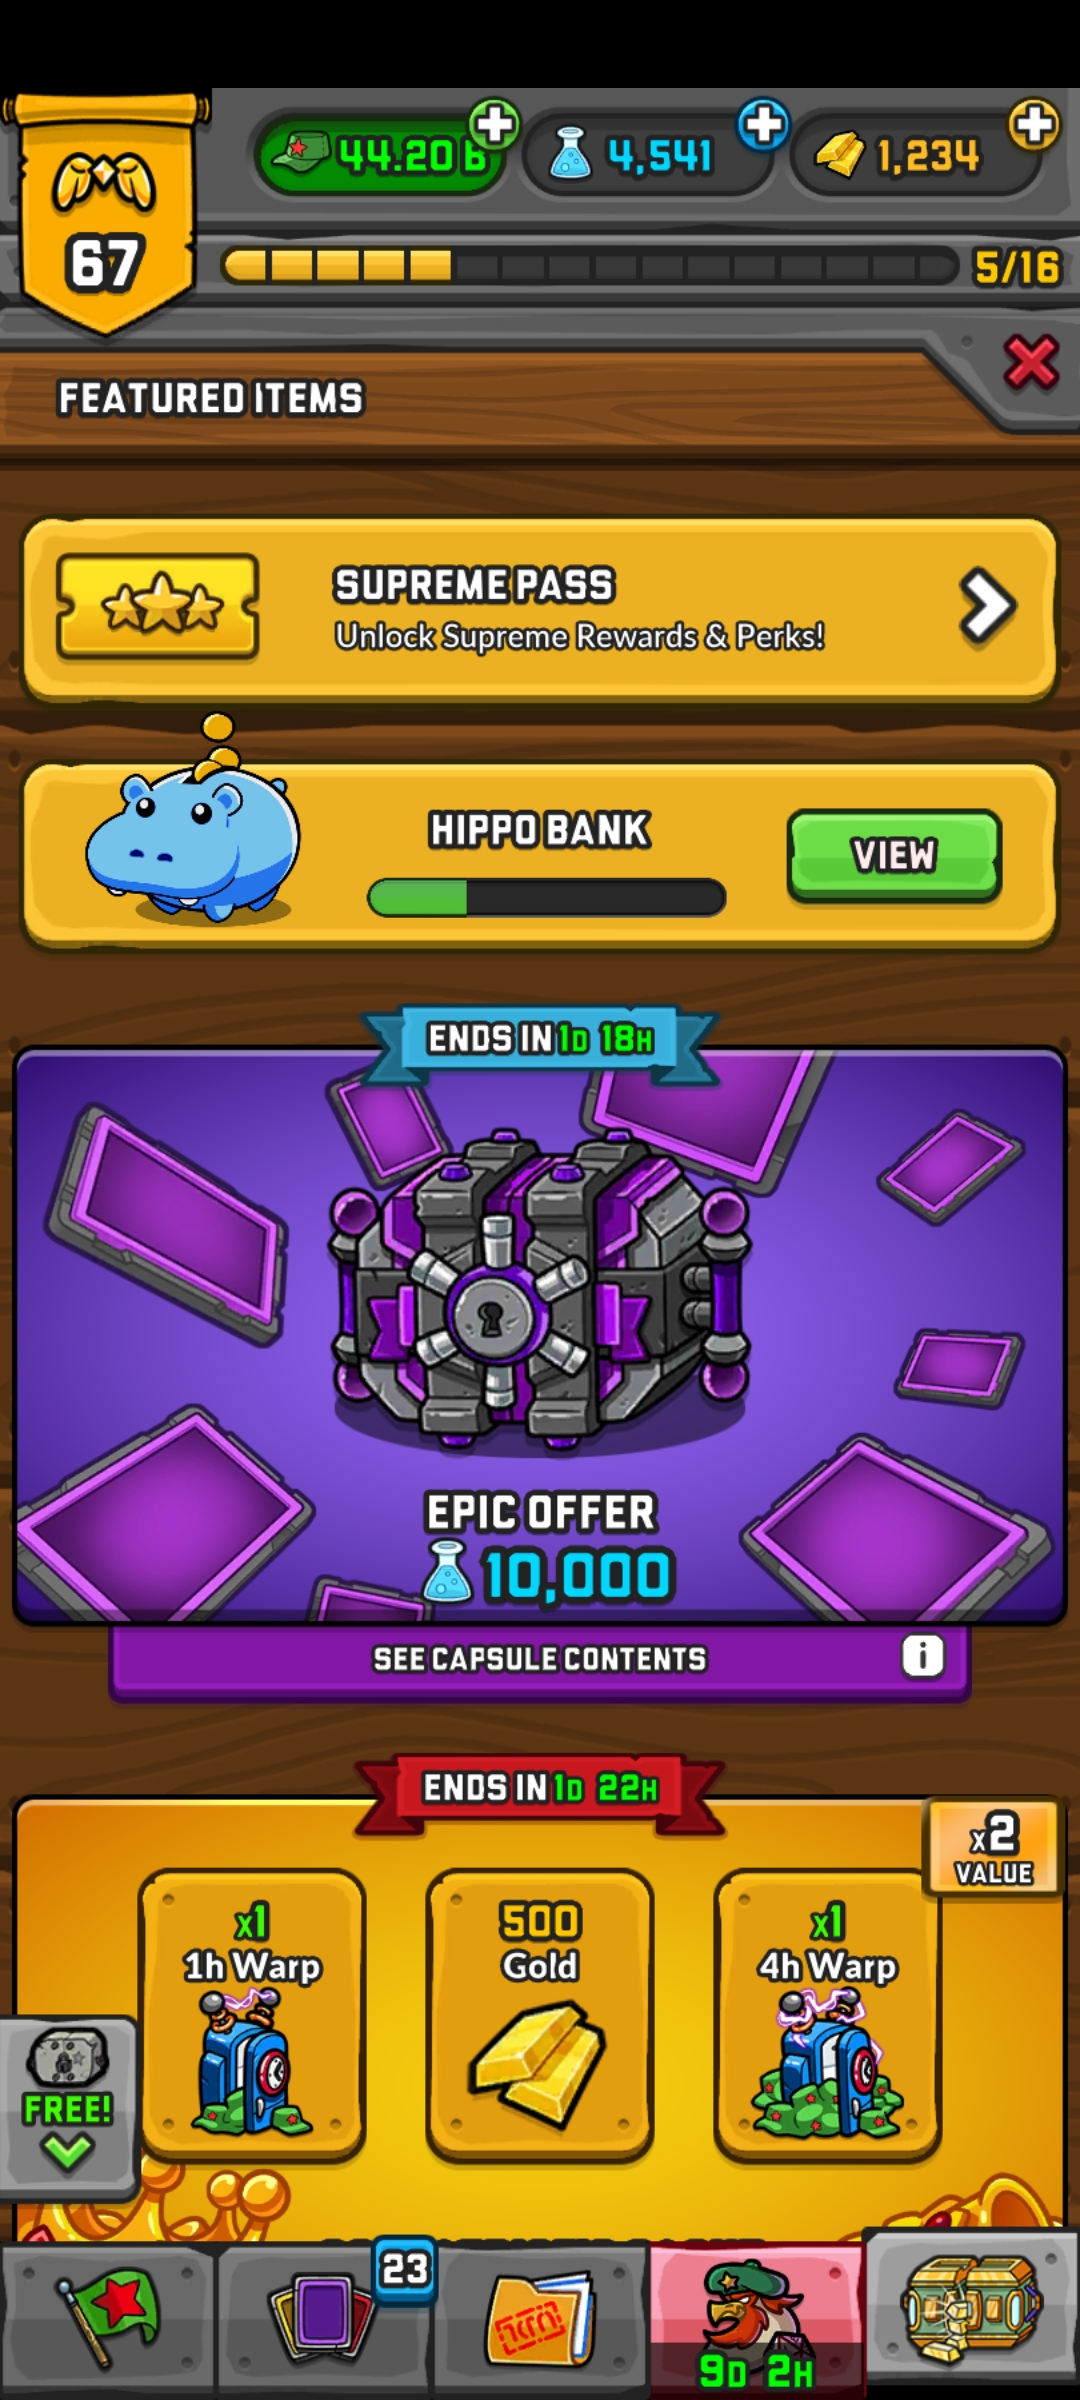 44.20 B
4,541
1,234
67
5/16
FEATURED ITEMS
SUPREME PASS
Unlock Supreme Rewards & Perks!
HIPPO BANK
VIEW
ENDS IN 1D 18H
EPIC OFFER
10,000
SEE CAPSULE CONTENTS
i
ENDS IN 1D 22H
x2
VALUE
x1
1h Warp
500
Gold
x1
4h Warp
FREE!
23
9D 2H